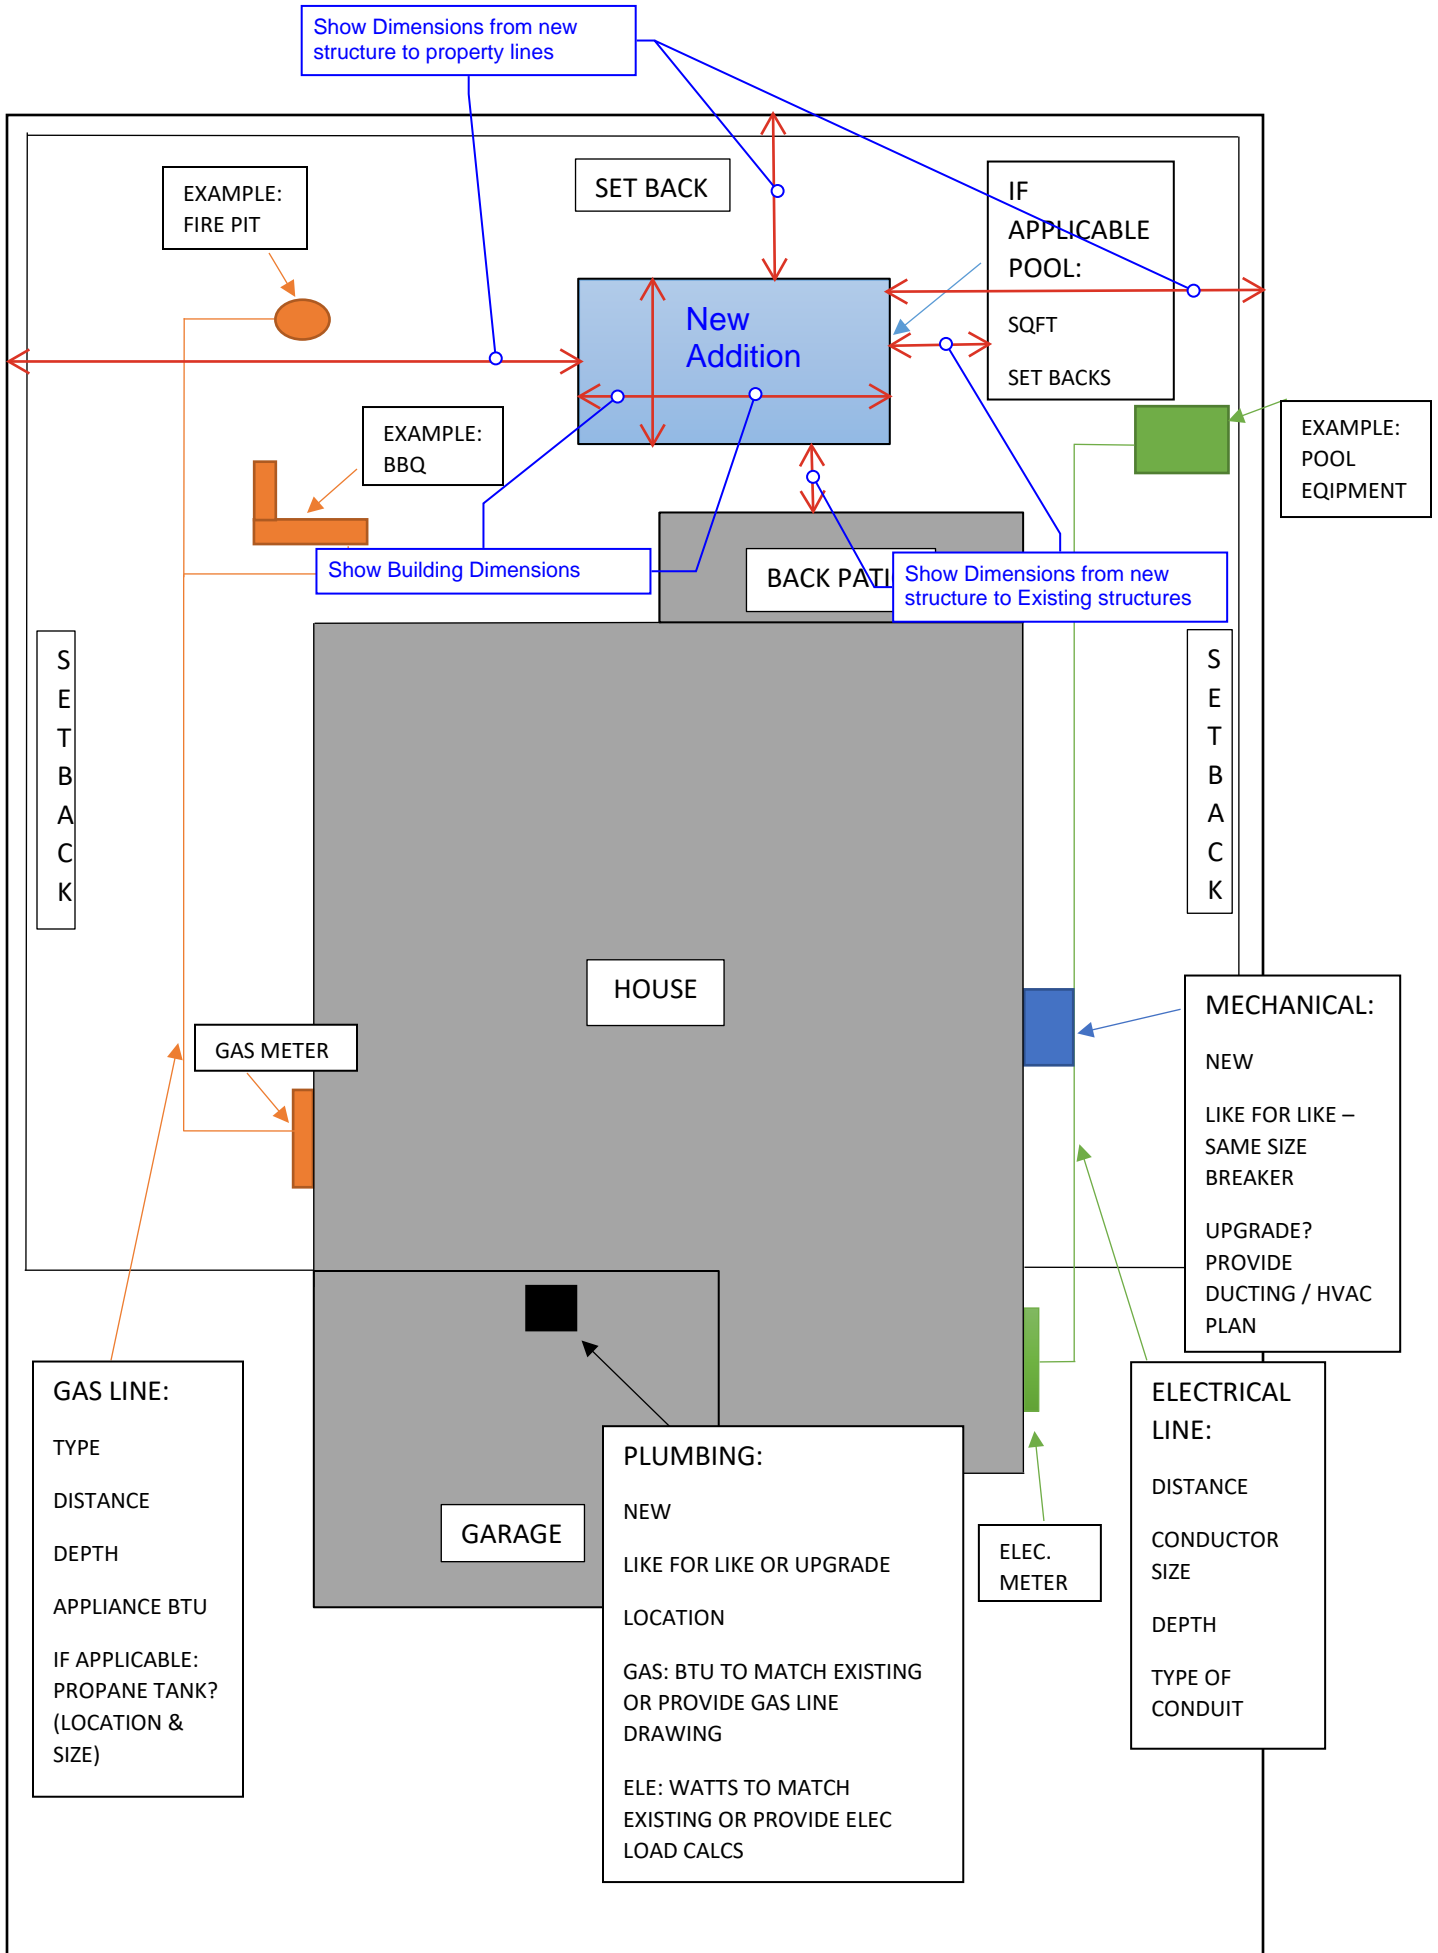 Show Dimensions from new
structure to property lines
EXAMPLE:
FIRE PIT
SET BACK
IF
APPLICABLE
POOL:
SQFT
SET BACKS
New
Addition
EXAMPLE:
BBQ
EXAMPLE:
POOL
EQIPMENT
Show Building Dimensions
BACK PATI
Show Dimensions from new
structure to Existing structures
S
E
T
B
A
C
K
S
E
T
B
A
C
K
HOUSE
GAS METER
MECHANICAL:
NEW
LIKE FOR LIKE –
SAME SIZE
BREAKER
UPGRADE?
PROVIDE
DUCTING / HVAC
PLAN
GAS LINE:
TYPE
DISTANCE
DEPTH
APPLIANCE BTU
IF APPLICABLE:
PROPANE TANK?
(LOCATION &
SIZE)
GARAGE
PLUMBING:
NEW
LIKE FOR LIKE OR UPGRADE
LOCATION
GAS: BTU TO MATCH EXISTING
OR PROVIDE GAS LINE
DRAWING
ELE: WATTS TO MATCH
EXISTING OR PROVIDE ELEC
LOAD CALCS
ELEC.
METER
ELECTRICAL
LINE:
DISTANCE
CONDUCTOR
SIZE
DEPTH
TYPE OF
CONDUIT